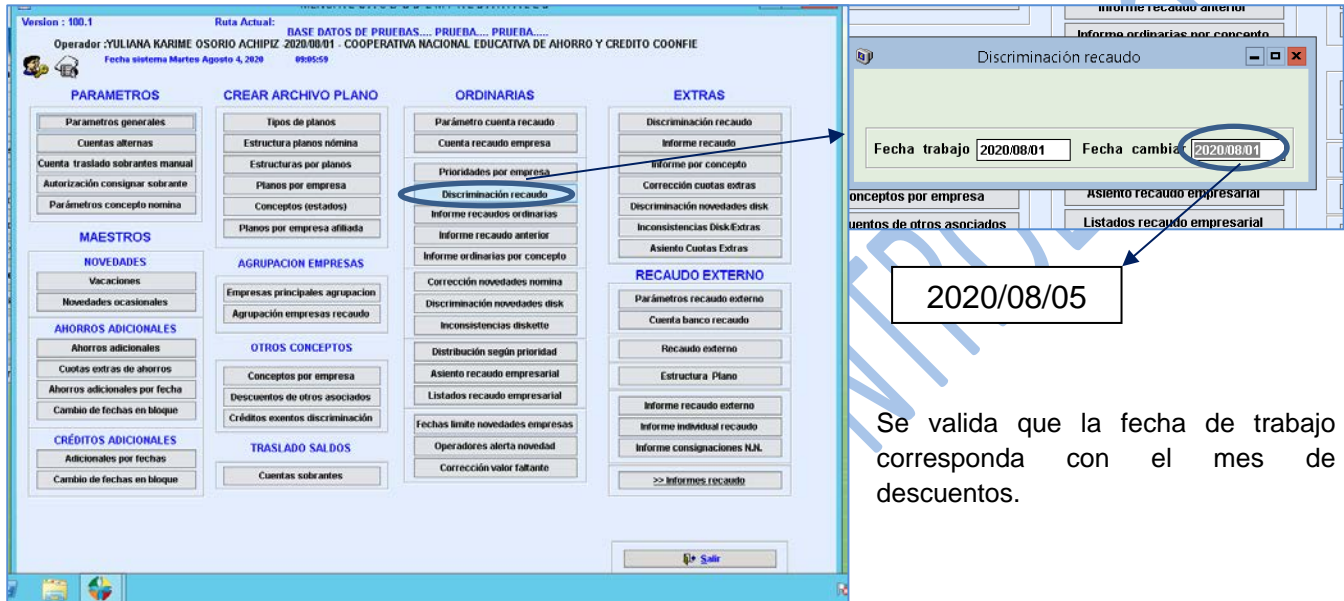 Version : 100.1
Ruta Actual:
BASE DATOS DE PRUEBAS.... PRUEBA.... PRUEBA.....
Operador :YULIANA KARIME OSORIO ACHIPIZ -2020/08/01 - COOPERATIVA NACIONAL EDUCATIVA DE AHORRO Y CREDITO COONFIE
Fecha sistema Martes Agosto 4, 2020 09:05:59
PARAMETROS
Parametros generales
Cuentas alternas
Cuenta traslado sobrantes manual
Autorización consignar sobrante
Parámetros concepto nomina
MAESTROS
NOVEDADES
Vacaciones
Novedades ocasionales
AHORROS ADICIONALES
Ahorros adicionales
Cuotas extras de ahorros
Ahorros adicionales por fecha
Cambio de fechas en bloque
CRÉDITOS ADICIONALES
Adicionales por fechas
Cambio de fechas en bloque
CREAR ARCHIVO PLANO
Tipos de planos
Estructura planos nómina
Estructuras por planos
Planos por empresa
Conceptos (estados)
Planos por empresa afiliada
AGRUPACION EMPRESAS
Empresas principales agrupacion
Agrupación empresas recaudo
OTROS CONCEPTOS
Conceptos por empresa
Descuentos de otros asociados
Créditos exentos discriminación
TRASLADO SALDOS
Cuentas sobrantes
ORDINARIAS
Parámetro cuenta recaudo
Cuenta recaudo empresa
Prioridades por empresa
Discriminación recaudo
Informe recaudos ordinarias
Informe recaudo anterior
Informe ordinarias por concepto
Corrección novedades nomina
Discriminación novedades disk
Inconsistencias diskette
Distribución según prioridad
Asiento recaudo empresarial
Listados recaudo empresarial
Fechas limite novedades empresas
Operadores alerta novedad
Corrección valor faltante
EXTRAS
Discriminación recaudo
Informe recaudo
Informe por concepto
Corrección cuotas extras
Discriminación novedades disk
Inconsistencias Disk/Extras
Asiento Cuotas Extras
RECAUDO EXTERNO
Parámetros recaudo externo
Cuenta banco recaudo
Recaudo externo
Estructura Plano
Informe recaudo externo
Informe individual recaudo
Informe consignaciones N.N.
>> Informes recaudo
Salir
Informe recaudo anterior
Informe ordinarias por concepto
Discriminación recaudo
Fecha trabajo 2020/08/01 Fecha cambiar 2020/08/01
onceptos por empresa
Asiento recaudo empresarial
uentos de otros asociados
Listados recaudo empresarial
2020/08/05
Se valida que la fecha de trabajo
corresponda con el mes de
descuentos.